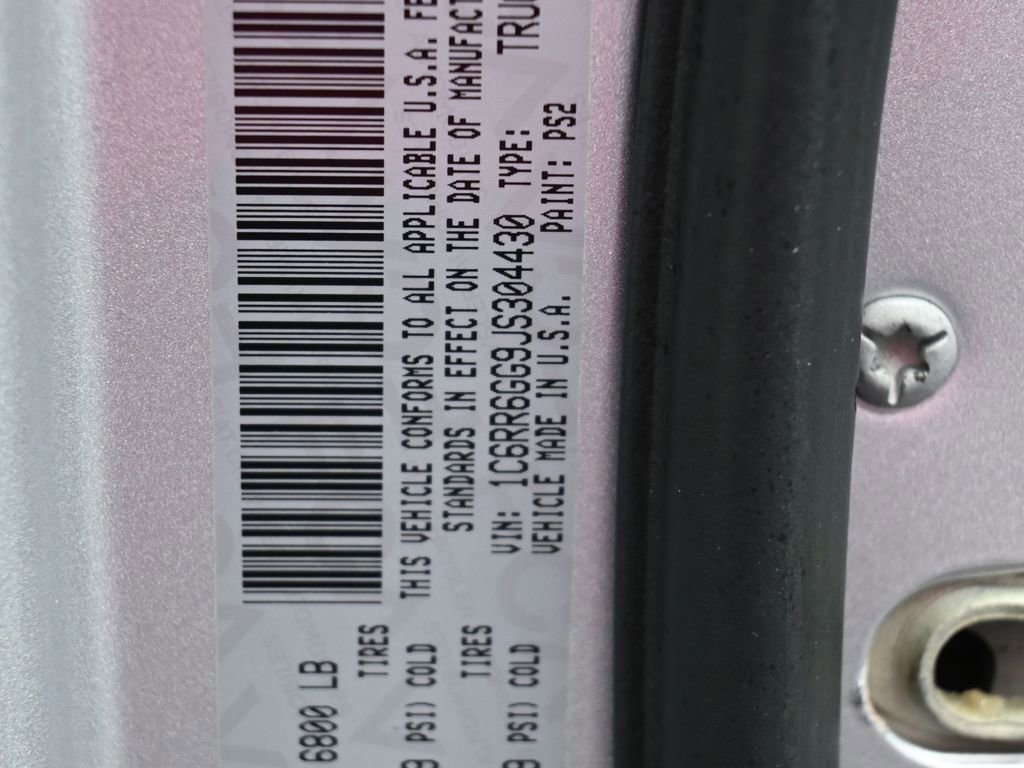 6800 LB
TIRES
PSI) COLD
THIS VEHICLE CONFORMS TO ALL APPLICABLE U.S.A. FE
STANDARDS IN EFFECT ON THE DATE OF MANUFACT
TIRES
PSI) COLD
VIN: 1C6RR6GG9JS304430 TYPE: TRU
VEHICLE MADE IN U.S.A. PAINT: PS2